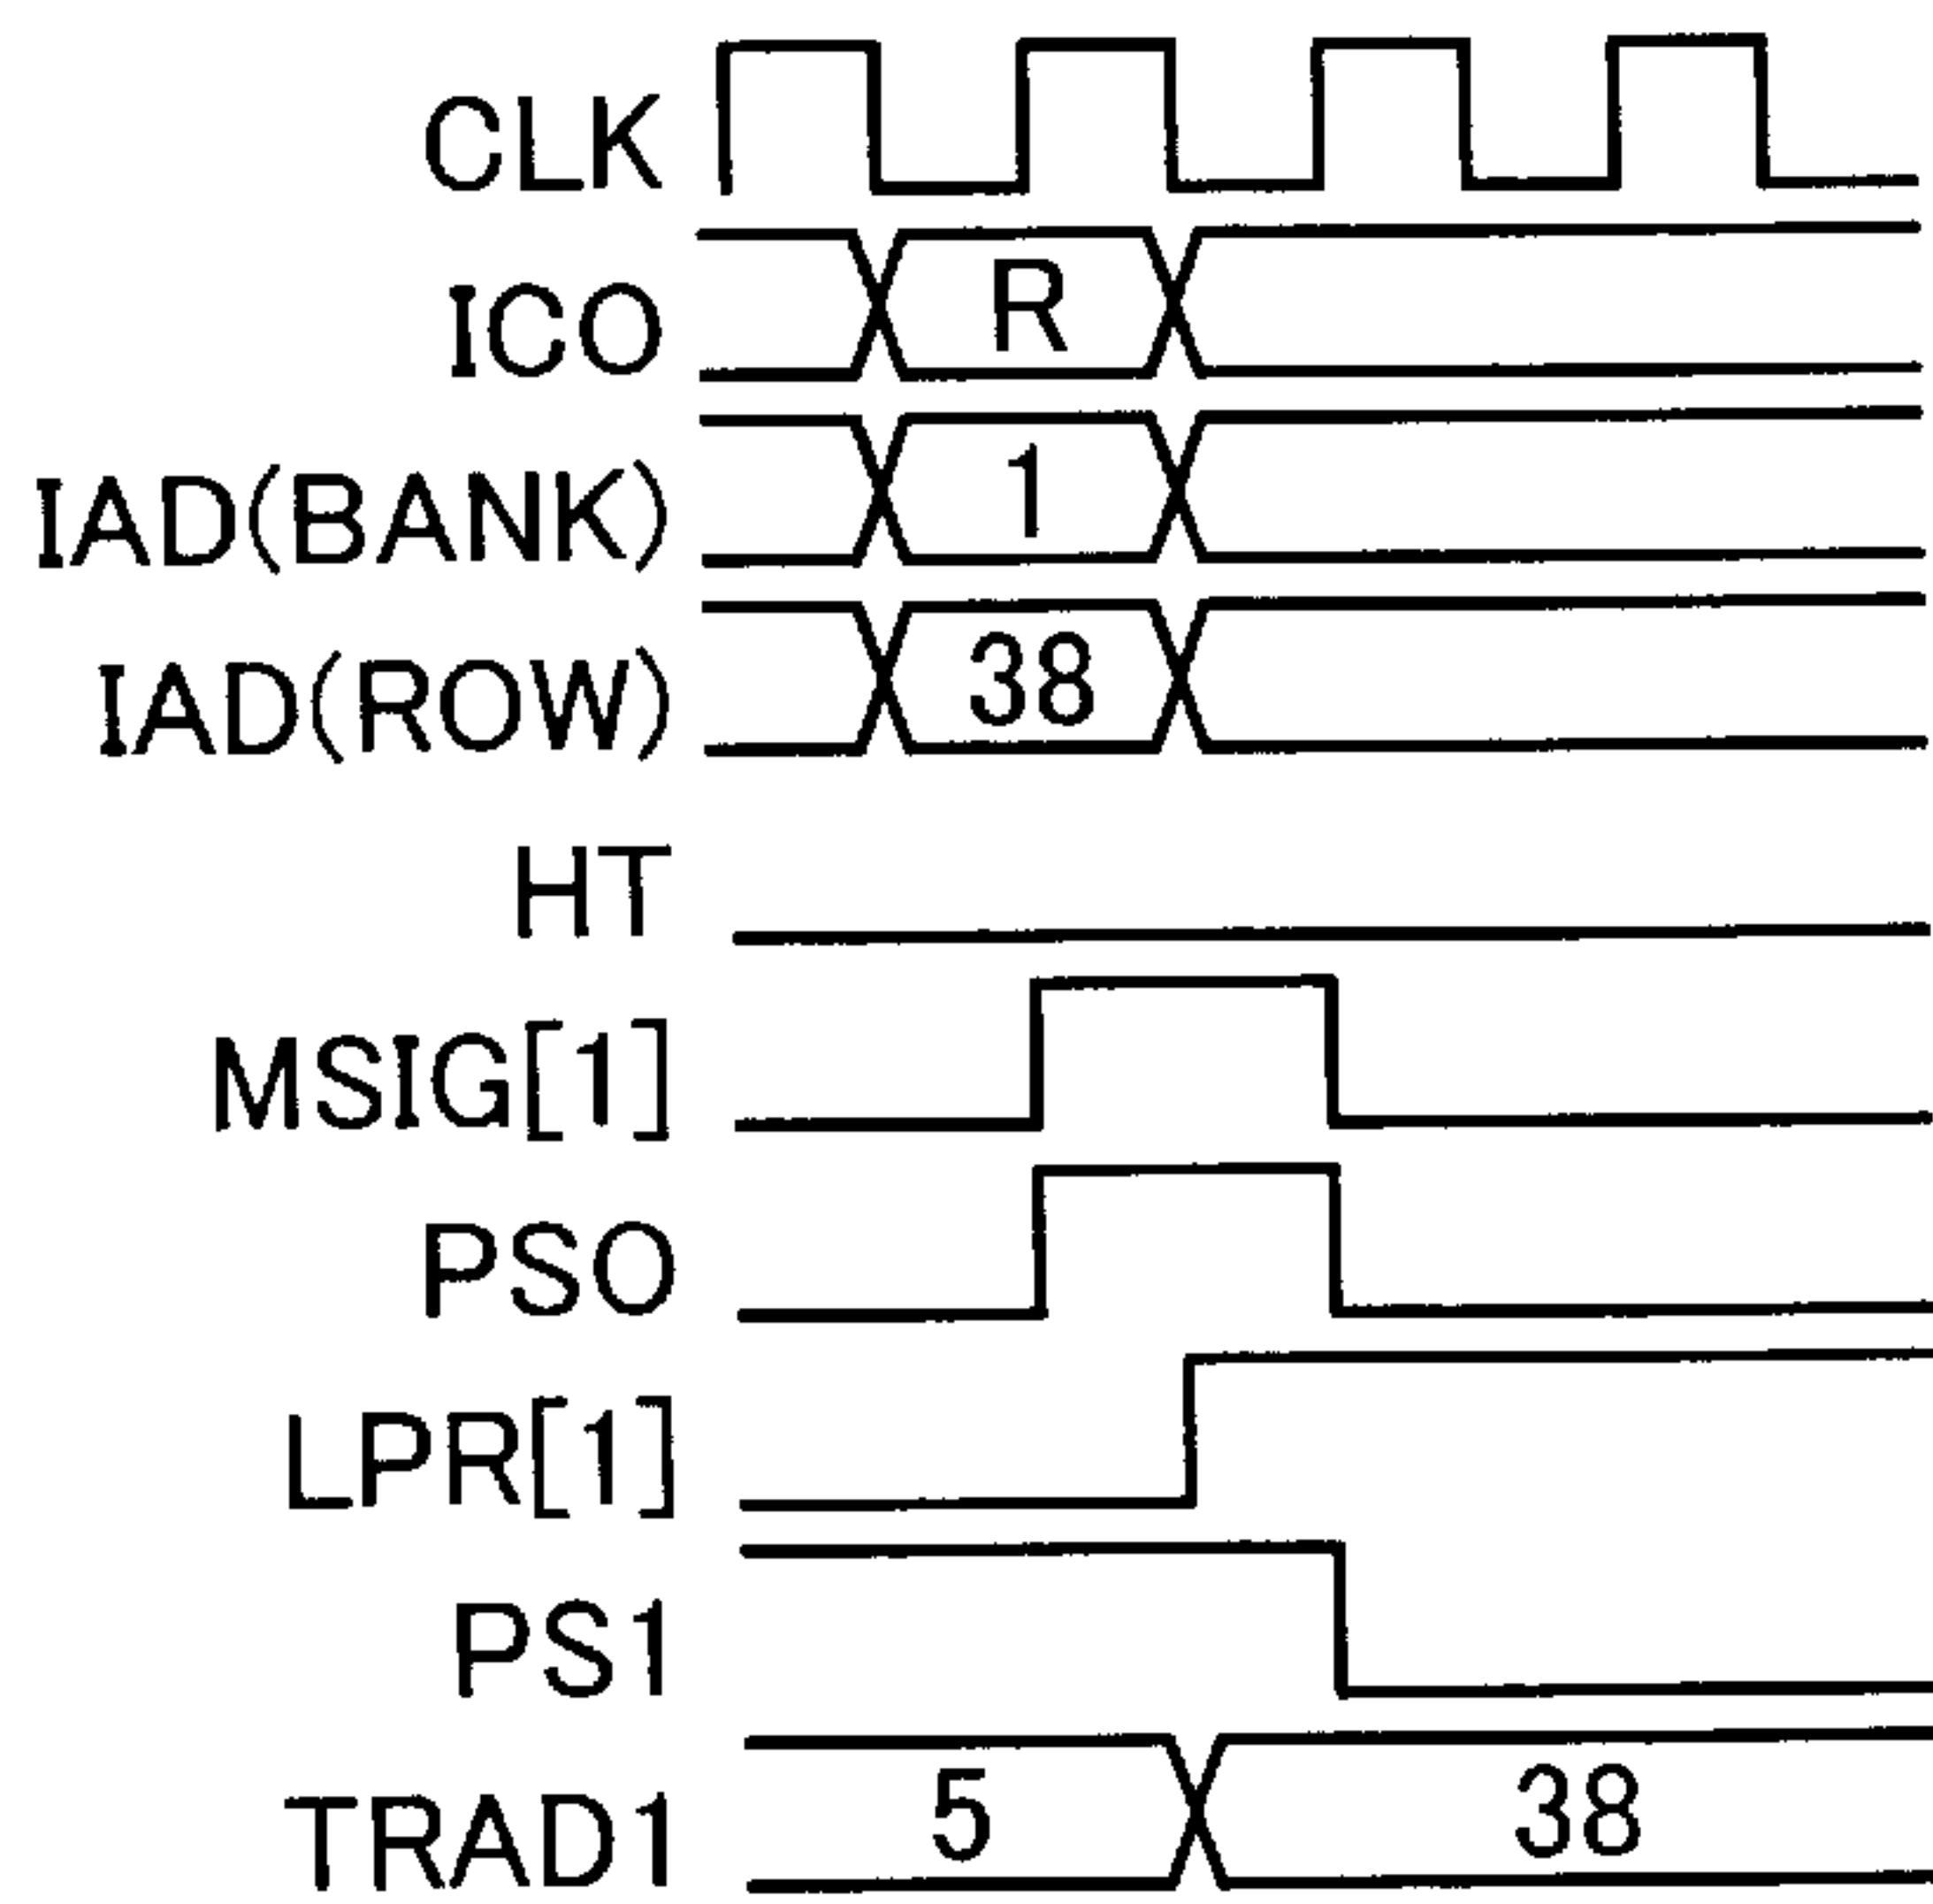 CLK
ICO R
IAD(BANK) 1
IAD(ROW) 38
HT
MSIG[1]
PSO
LPR[1]
PS1
TRAD1 5 38